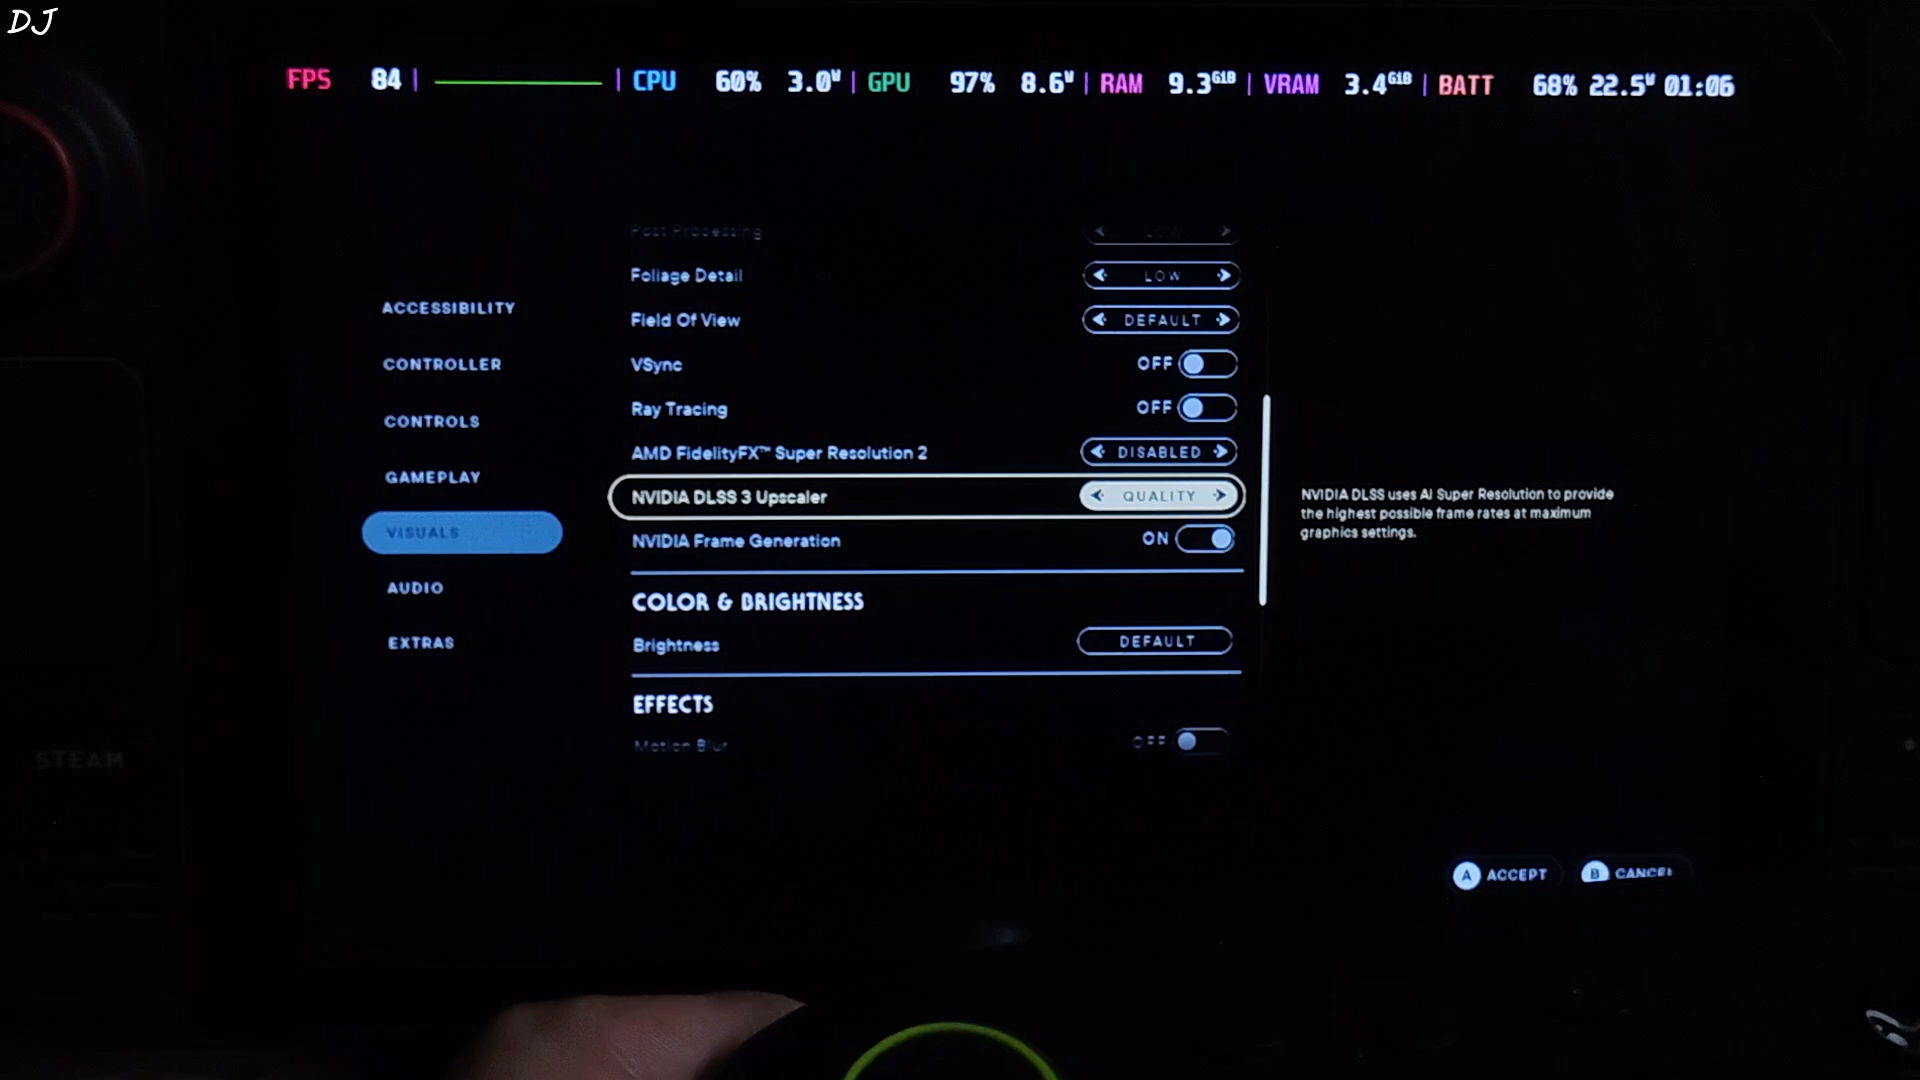 DJ
FPS 84 | | CPU 60% 3.0W | GPU 97% 8.6W | RAM 9.3GiB | VRAM 3.4GiB | BATT 68% 22.5W 01:06
Post Processing LOW
Foliage Detail LOW
ACCESSIBILITY
Field Of View DEFAULT
CONTROLLER
VSync OFF
Ray Tracing OFF
CONTROLS
AMD FidelityFX™ Super Resolution 2 DISABLED
GAMEPLAY
NVIDIA DLSS 3 Upscaler QUALITY
NVIDIA DLSS uses AI Super Resolution to provide
the highest possible frame rates at maximum
graphics settings.
VISUALS
NVIDIA Frame Generation ON
AUDIO
COLOR & BRIGHTNESS
EXTRAS
Brightness DEFAULT
EFFECTS
Motion Blur OFF
STEAM
A ACCEPT B CANCEL